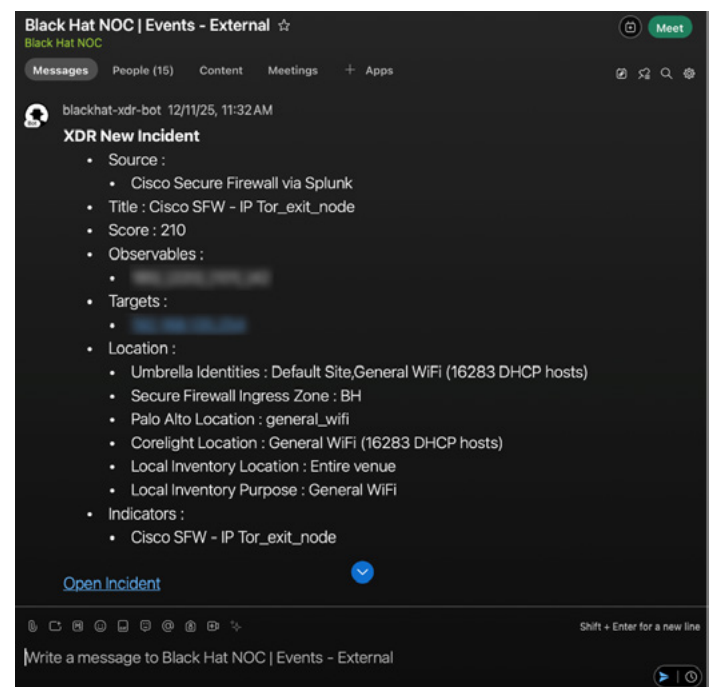 Black Hat NOC | Events - External
Black Hat NOC
Meet
Messages People (15) Content Meetings + Apps
blackhat-xdr-bot 12/11/25, 11:32 AM
Bot
XDR New Incident
• Source :
• Cisco Secure Firewall via Splunk
• Title : Cisco SFW - IP Tor_exit_node
• Score : 210
• Observables :
• Targets :
• Location :
• Umbrella Identities : Default Site,General WiFi (16283 DHCP hosts)
• Secure Firewall Ingress Zone : BH
• Palo Alto Location : general_wifi
• Corelight Location : General WiFi (16283 DHCP hosts)
• Local Inventory Location : Entire venue
• Local Inventory Purpose : General WiFi
• Indicators :
• Cisco SFW - IP Tor_exit_node
Open Incident
Shift + Enter for a new line
Write a message to Black Hat NOC | Events - External